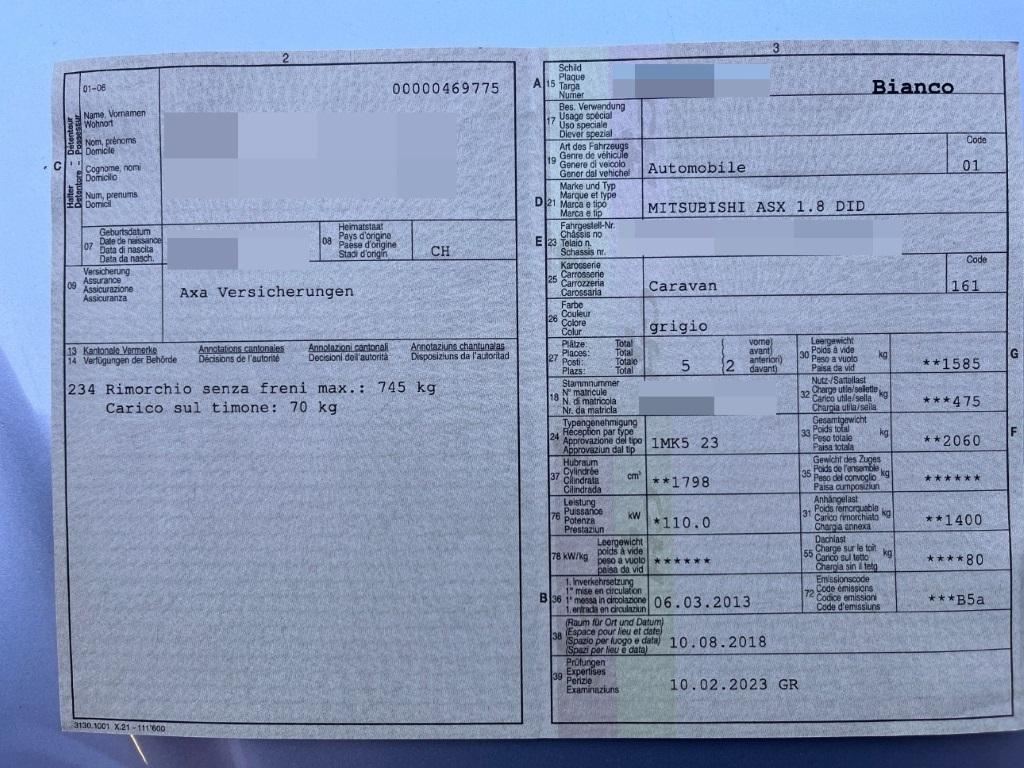 2
01-06
00000469775
Halter – Détentour
Detentore – Possessur
C
Name, Vornamen
Wohnort
Nom, prénoms
Domicile
Cognome, nomi
Domicilio
Num, prenums
Domicil
07
Geburtsdatum
Date de naissance
Data di nascita
Data da nasch.
08
Heimatstaat
Pays d'origine
Paese d'origine
Stadi d'origin
CH
09
Versicherung
Assurance
Assicurazione
Assicuranza
Axa Versicherungen
13 Kantonale Vermerke Annotations cantonales Annotazioni cantonali Annotaziuns chantunalas
14 Verfügungen der Behörde Décisions de l'autorité Decisioni dell'autorità Disposiziuns da l'autoritad
234 Rimorchio senza freni max.: 745 kg
Carico sul timone: 70 kg
3130.1001 X.21 - 111'600
3
A 15
Schild
Plaque
Targa
Numer
Bianco
17
Bes. Verwendung
Usage spécial
Uso speciale
Diever spezial
19
Art des Fahrzeugs
Genre de véhicule
Genere di veicolo
Gener dal vehichel
Automobile
Code
01
D 21
Marke und Typ
Marque et type
Marca e tipo
Marca e tip
MITSUBISHI ASX 1.8 DID
E 23
Fahrgestell-Nr.
Châssis no
Telaio n.
Schassis nr.
25
Karosserie
Carrosserie
Carrozzeria
Carossaria
Caravan
Code
161
26
Farbe
Couleur
Colore
Colur
grigio
27
Plätze: Total
Places: Total
Posti: Totale
Plazs: Total
5
2
vorne)
avant)
anteriori)
davant)
30
Leergewicht
Poids à vide
Peso a vuoto
Paisa da vid
kg
**1585
G
18
Stammnummer
N° matricule
N. di matricola
Nr. da matricla
32
Nutz-/Sattellast
Charge utile/sellette
Carico utile/sella
Chargia utila/sella
kg
***475
24
Typengenehmigung
Réception par type
Approvazione del tipo
Approvaziun dal tip
1MK5 23
33
Gesamtgewicht
Poids total
Peso totale
Paisa totala
kg
**2060
F
37
Hubraum
Cylindrée
Cilindrata
Cilindrada
cm³
**1798
35
Gewicht des Zuges
Poids de l'ensemble
Peso del convoglio
Paisa cumposiziun
kg
******
76
Leistung
Puissance
Potenza
Prestaziun
kW
*110.0
31
Anhängelast
Poids remorquable
Carico rimorchiato
Chargia annexa
kg
**1400
78 kW/kg
Leergewicht
poids à vide
peso a vuoto
paisa da vid
******
55
Dachlast
Charge sur le toit
Carico sul tetto
Chargia sin il tetg
kg
****80
B 36
1. Inverkehrsetzung
1re mise en circulation
1a messa in circolazione
1. entrada en circulaziun
06.03.2013
72
Emissionscode
Code émissions
Codice emissioni
Code d'emissiuns
***B5a
38
(Raum für Ort und Datum)
(Espace pour lieu et date)
(Spazio per luogo e data)
(Spazi per lieu e data)
10.08.2018
39
Prüfungen
Expertises
Perizie
Examinaziuns
10.02.2023 GR